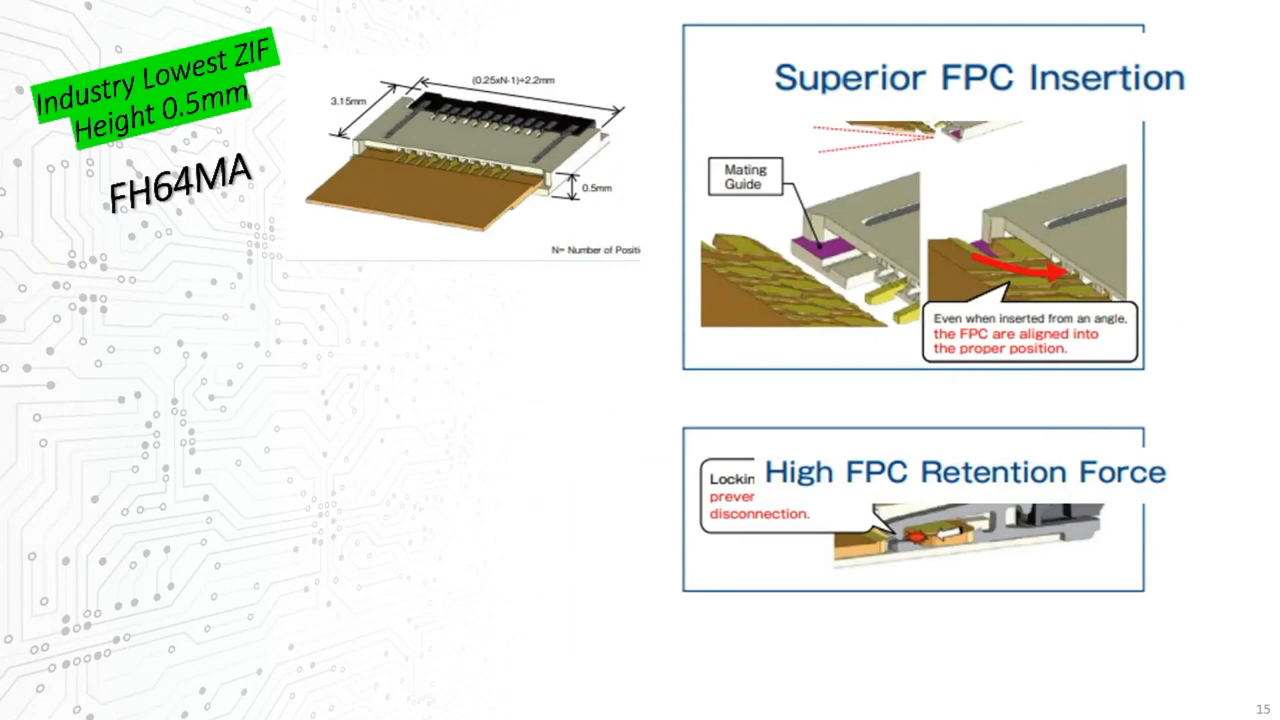 Industry Lowest ZIF
Height 0.5mm
FH64MA
(0.25xN-1)+2.2mm
3.15mm
0.5mm
N= Number of Positi
Superior FPC Insertion
Mating
Guide
Even when inserted from an angle,
the FPC are aligned into
the proper position.
High FPC Retention Force
Lockin
prever
disconnection.
15